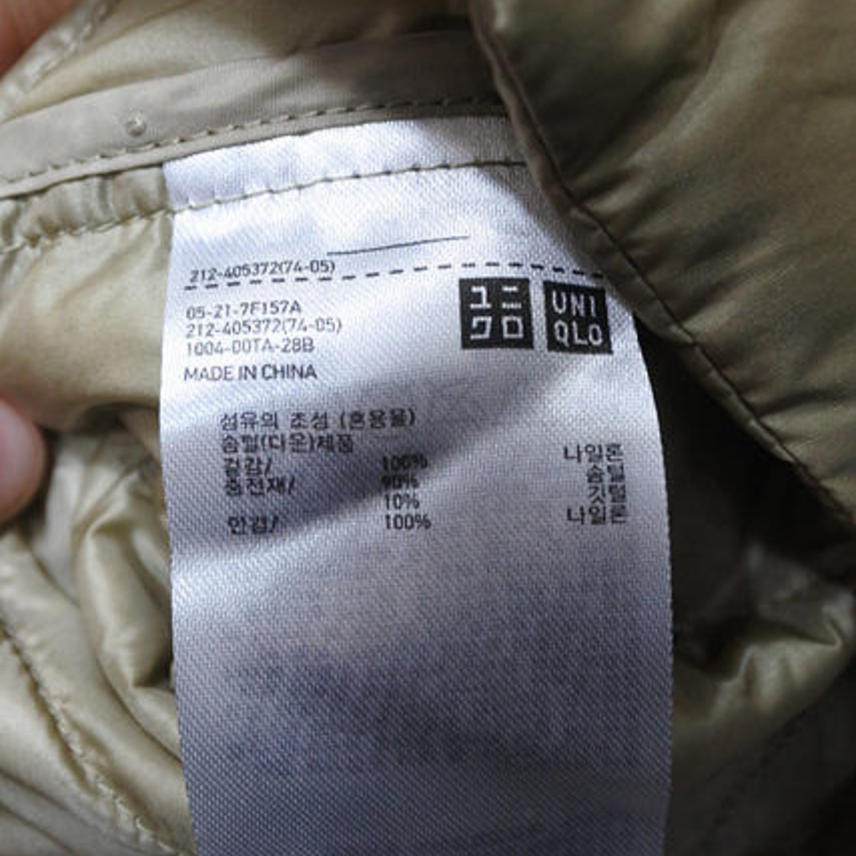 212-405372(74-05)
ユニ
クロ
UNI
QLO
05-21-7F157A
212-405372(74-05)
1004-00TA-28B
MADE IN CHINA
섬유의 조성 (혼용율)
솜털(다운)제품
겉감/ 100% 나일론
충전재/ 90% 솜털
10% 깃털
안감/ 100% 나일론